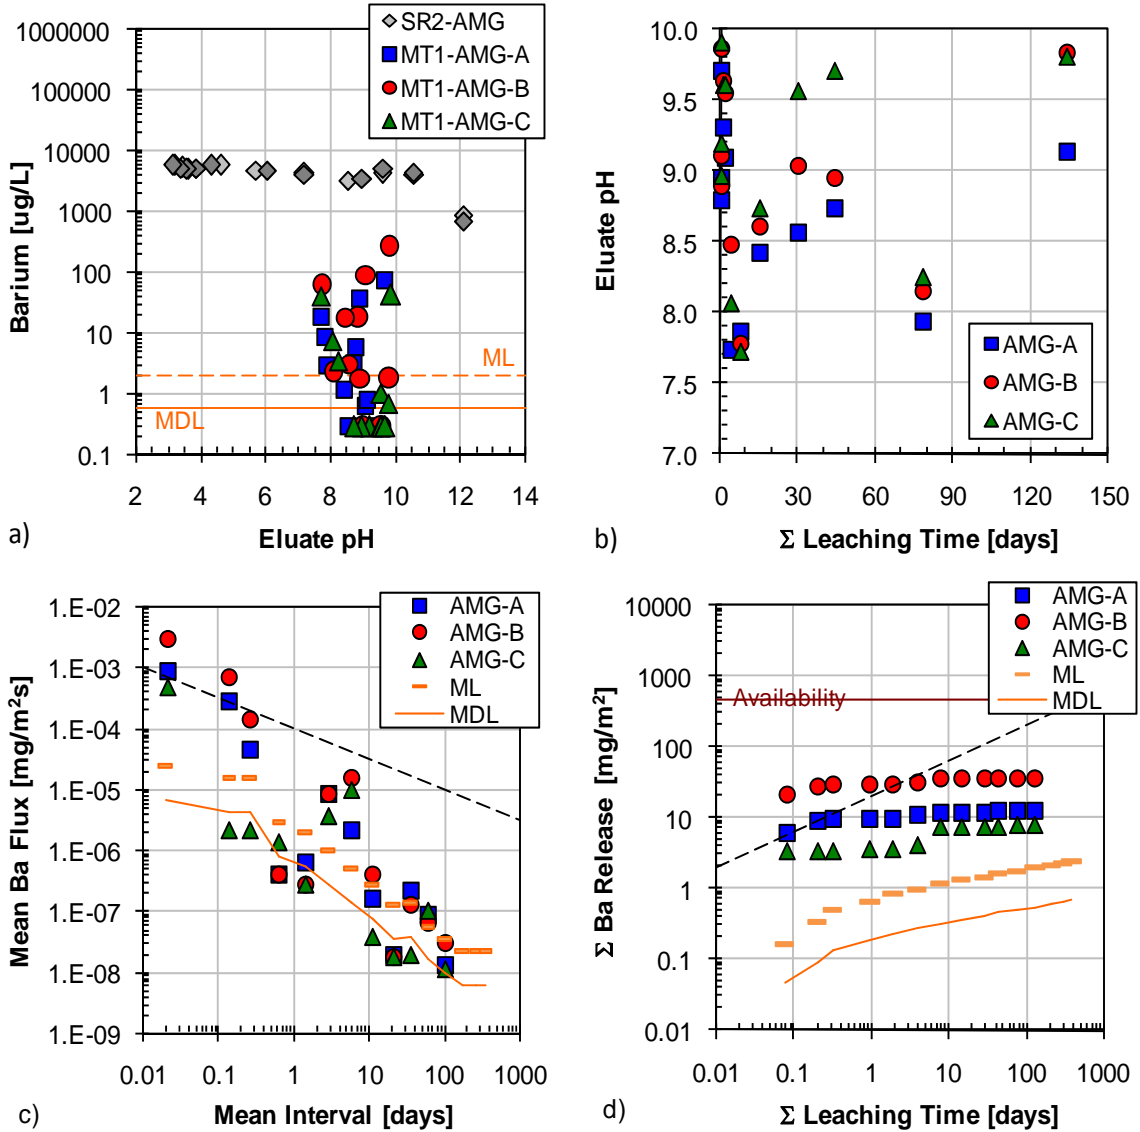 1000000
100000
10000
1000
100
10
1
0.1
Barium [ug/L]
SR2-AMG
MT1-AMG-A
MT1-AMG-B
MT1-AMG-C
ML
MDL
2 4 6 8 10 12 14
Eluate pH
a)
10.0
9.5
9.0
8.5
8.0
7.5
7.0
Eluate pH
AMG-A
AMG-B
AMG-C
0 30 60 90 120 150
Σ Leaching Time [days]
b)
1.E-02
1.E-03
1.E-04
1.E-05
1.E-06
1.E-07
1.E-08
1.E-09
Mean Ba Flux [mg/m²s]
AMG-A
AMG-B
AMG-C
ML
MDL
0.01 0.1 1 10 100 1000
Mean Interval [days]
c)
10000
1000
100
10
1
0.1
0.01
Σ Ba Release [mg/m²]
AMG-A
AMG-B
AMG-C
ML
MDL
Availability
0.01 0.1 1 10 100 1000
Σ Leaching Time [days]
d)